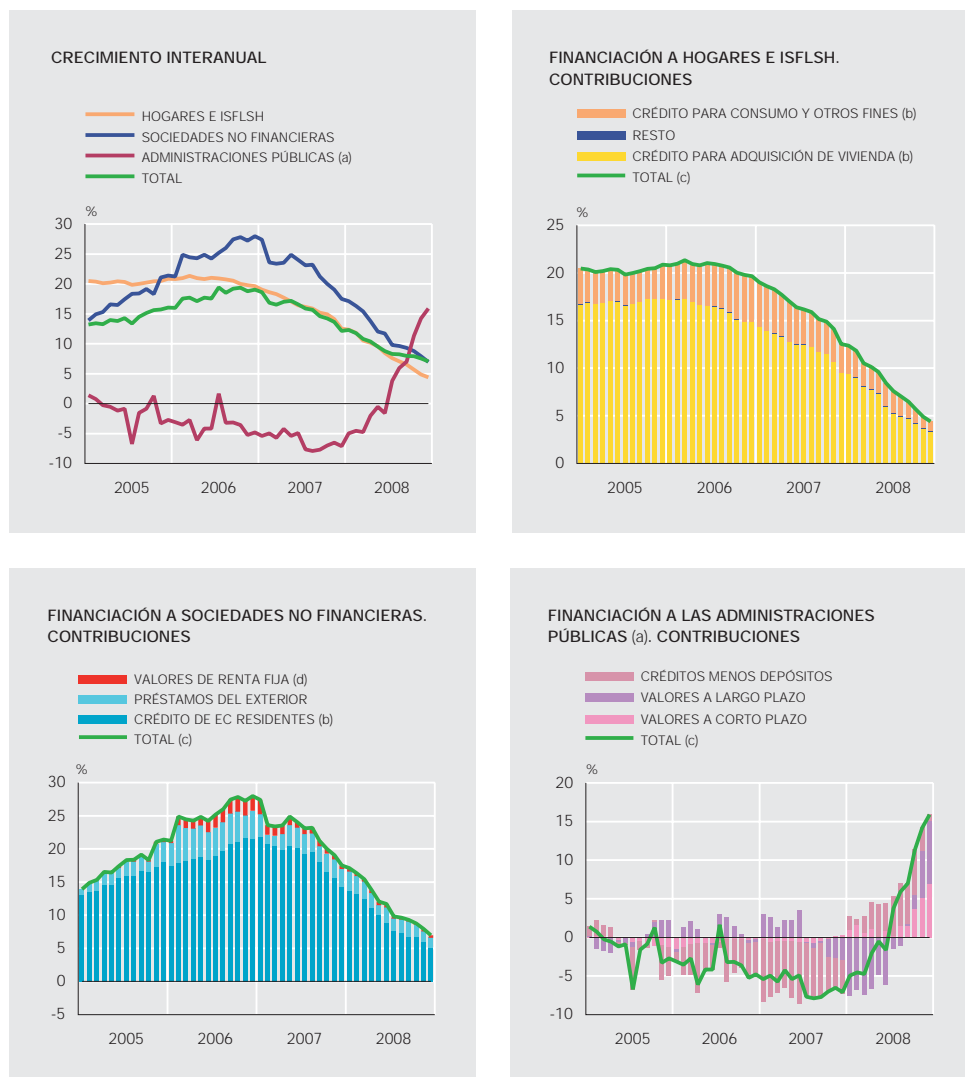 CRECIMIENTO INTERANUAL
HOGARES E ISFLSH
SOCIEDADES NO FINANCIERAS
ADMINISTRACIONES PÚBLICAS (a)
TOTAL
%
30
25
20
15
10
5
0
-5
-10
2005 2006 2007 2008
FINANCIACIÓN A HOGARES E ISFLSH.
CONTRIBUCIONES
CRÉDITO PARA CONSUMO Y OTROS FINES (b)
RESTO
CRÉDITO PARA ADQUISICIÓN DE VIVIENDA (b)
TOTAL (c)
%
25
20
15
10
5
0
2005 2006 2007 2008
FINANCIACIÓN A SOCIEDADES NO FINANCIERAS.
CONTRIBUCIONES
VALORES DE RENTA FIJA (d)
PRÉSTAMOS DEL EXTERIOR
CRÉDITO DE EC RESIDENTES (b)
TOTAL (c)
%
30
25
20
15
10
5
0
-5
2005 2006 2007 2008
FINANCIACIÓN A LAS ADMINISTRACIONES
PÚBLICAS (a). CONTRIBUCIONES
CRÉDITOS MENOS DEPÓSITOS
VALORES A LARGO PLAZO
VALORES A CORTO PLAZO
TOTAL (c)
%
20
15
10
5
0
-5
-10
2005 2006 2007 2008